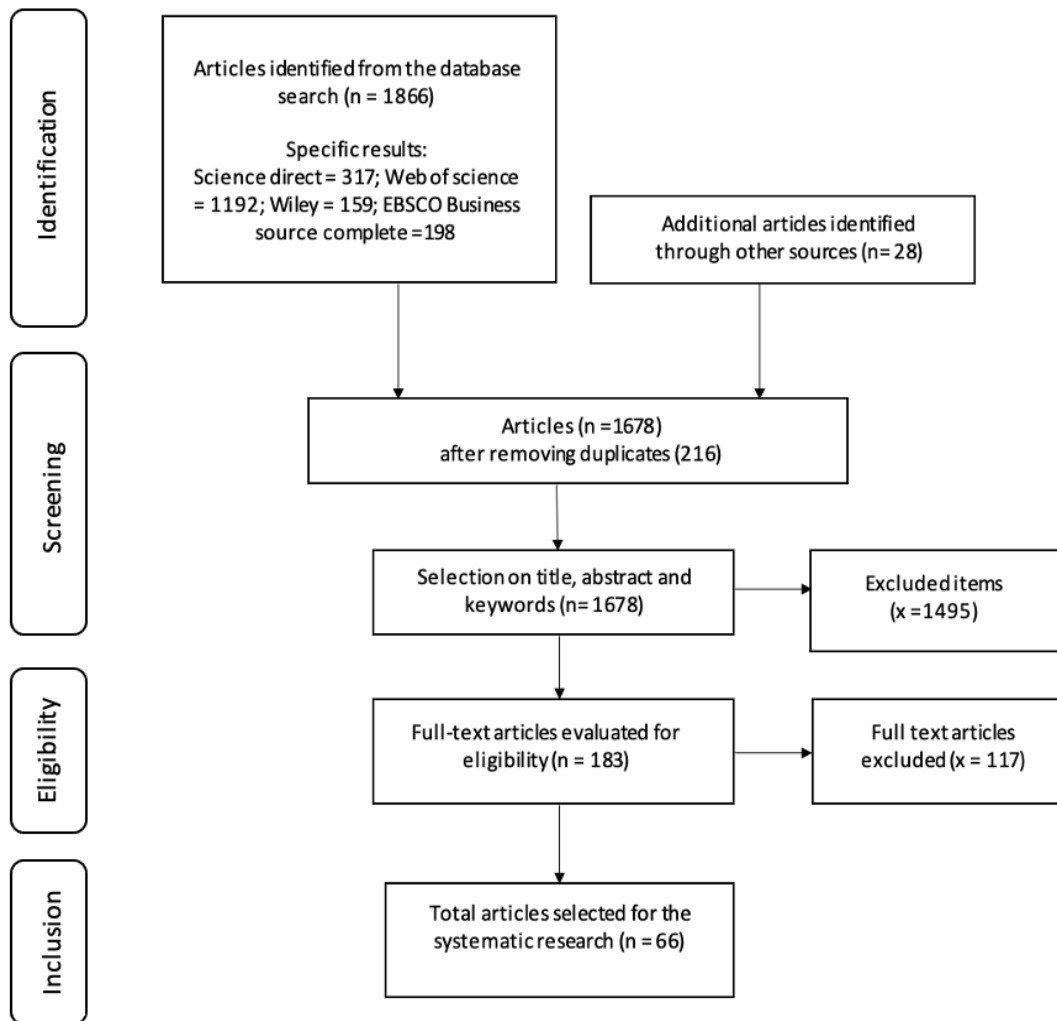 Identification
Articles identified from the database
search (n = 1866)
Specific results:
Science direct = 317; Web of science
= 1192; Wiley = 159; EBSCO Business
source complete =198
Additional articles identified
through other sources (n= 28)
Screening
Articles (n =1678)
after removing duplicates (216)
Selection on title, abstract and
keywords (n= 1678)
Excluded items
(x =1495)
Eligibility
Full-text articles evaluated for
eligibility (n = 183)
Full text articles
excluded (x = 117)
Inclusion
Total articles selected for the
systematic research (n = 66)